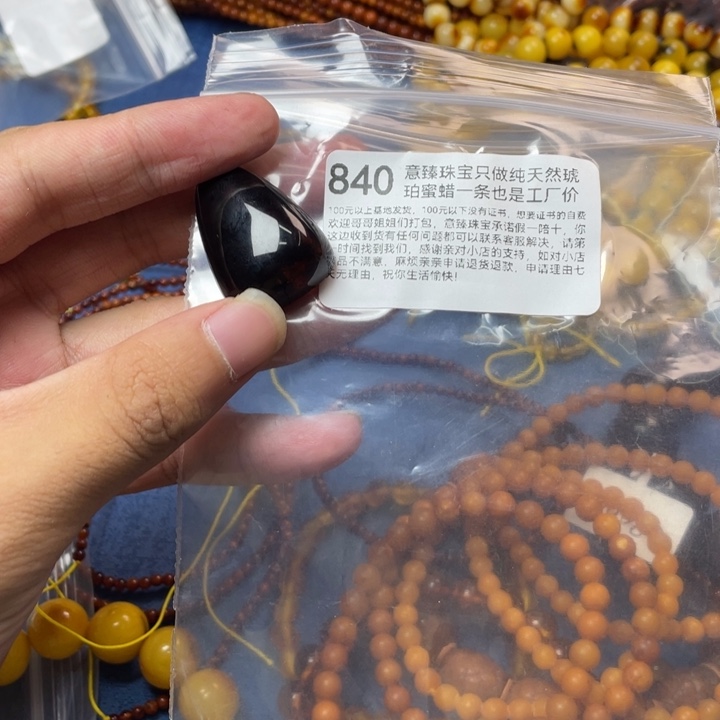 840
意臻珠宝只做纯天然琥
珀蜜蜡一条也是工厂价
100元以上基地发货，100元以下没有证书，想要证书的自费
欢迎哥哥姐姐们打包，意臻珠宝承诺假一赔十，你
这边收到货有任何问题都可以联系客服解决，请第
一时间找到我们，感谢亲对小店的支持，如对小店
商品不满意，麻烦亲亲申请退货退款，申请理由七
天无理由，祝你生活愉快！